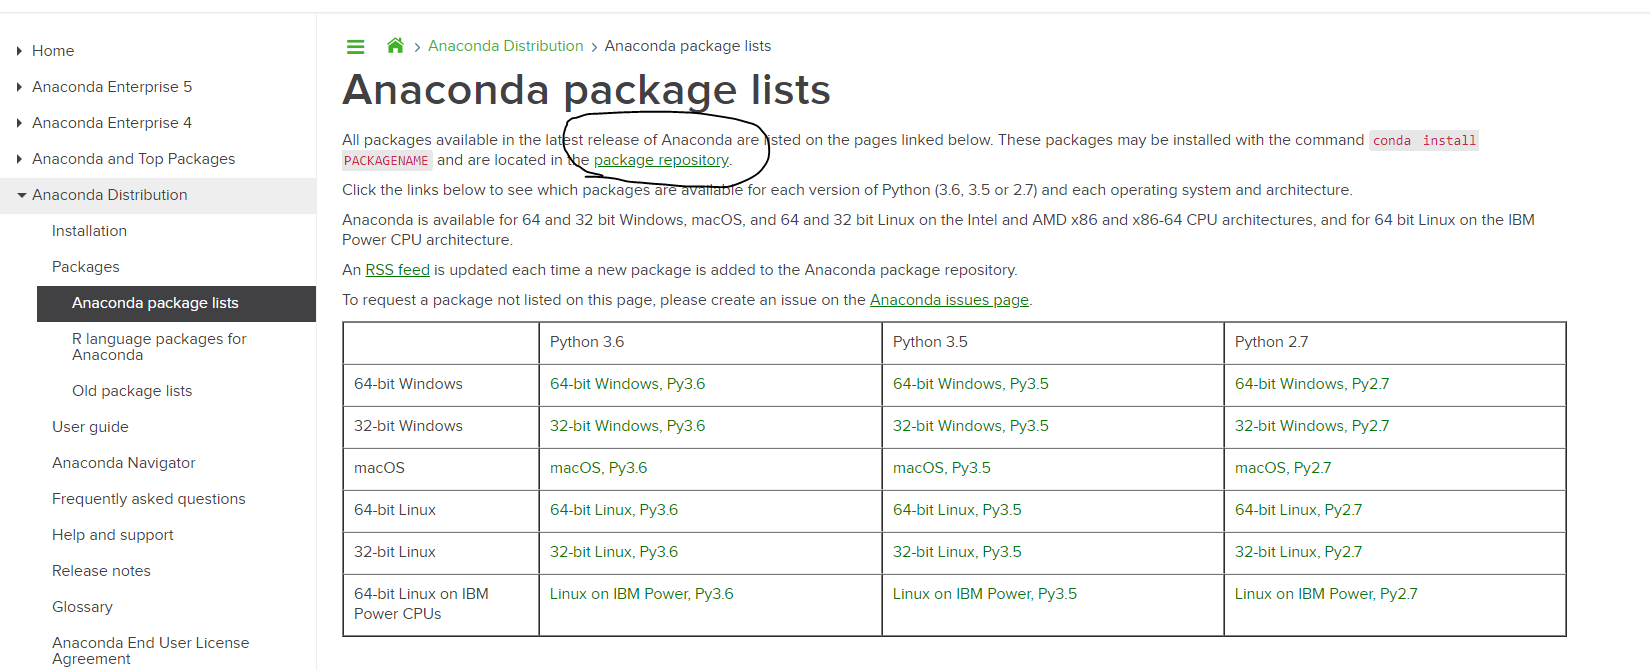 Home
Anaconda Enterprise 5
Anaconda Enterprise 4
Anaconda and Top Packages
Anaconda Distribution
Installation
Packages
Anaconda package lists
R language packages for
Anaconda
Old package lists
User guide
Anaconda Navigator
Frequently asked questions
Help and support
Release notes
Glossary
Anaconda End User License
Agreement
> Anaconda Distribution > Anaconda package lists
Anaconda package lists
All packages available in the latest release of Anaconda are listed on the pages linked below. These packages may be installed with the command conda install
PACKAGENAME and are located in the package repository.
Click the links below to see which packages are available for each version of Python (3.6, 3.5 or 2.7) and each operating system and architecture.
Anaconda is available for 64 and 32 bit Windows, macOS, and 64 and 32 bit Linux on the Intel and AMD x86 and x86-64 CPU architectures, and for 64 bit Linux on the IBM
Power CPU architecture.
An RSS feed is updated each time a new package is added to the Anaconda package repository.
To request a package not listed on this page, please create an issue on the Anaconda issues page.
Python 3.6 Python 3.5 Python 2.7
64-bit Windows 64-bit Windows, Py3.6 64-bit Windows, Py3.5 64-bit Windows, Py2.7
32-bit Windows 32-bit Windows, Py3.6 32-bit Windows, Py3.5 32-bit Windows, Py2.7
macOS macOS, Py3.6 macOS, Py3.5 macOS, Py2.7
64-bit Linux 64-bit Linux, Py3.6 64-bit Linux, Py3.5 64-bit Linux, Py2.7
32-bit Linux 32-bit Linux, Py3.6 32-bit Linux, Py3.5 32-bit Linux, Py2.7
64-bit Linux on IBM Linux on IBM Power, Py3.6 Linux on IBM Power, Py3.5 Linux on IBM Power, Py2.7
Power CPUs